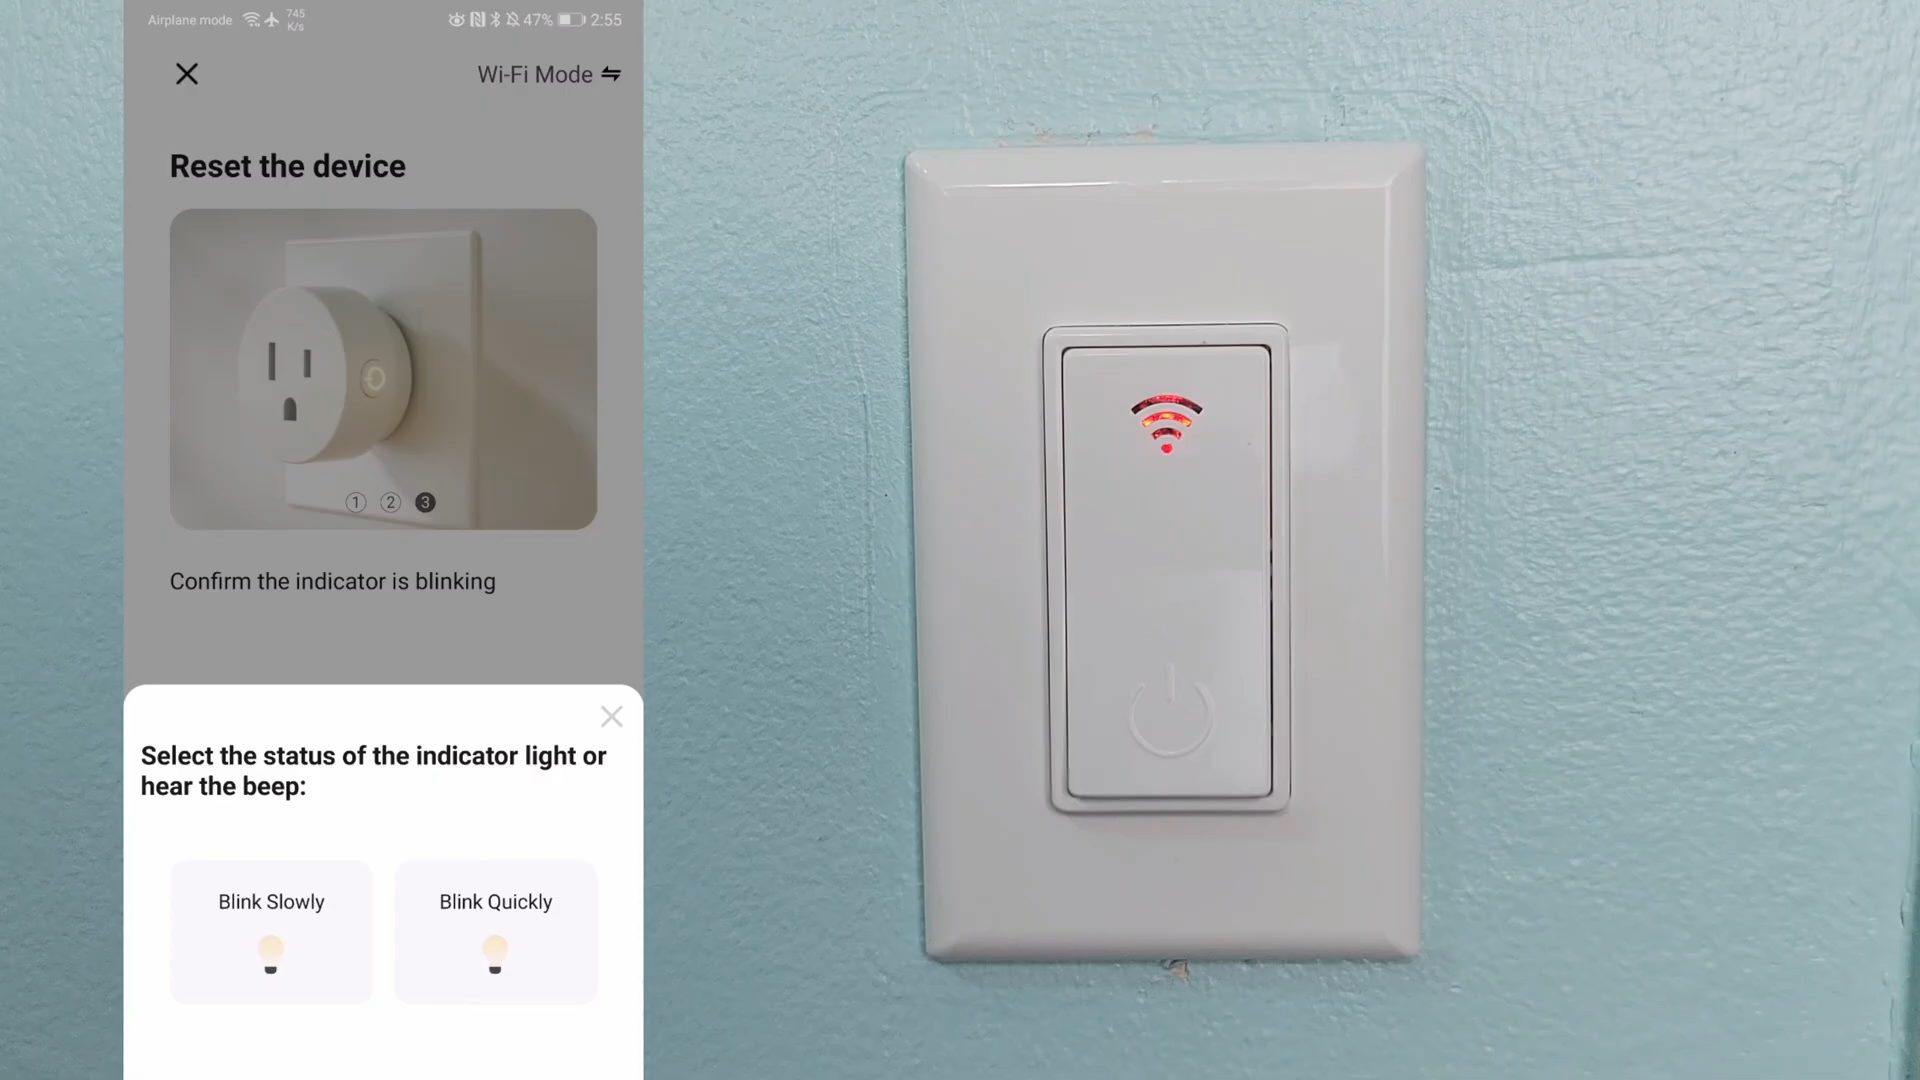 Airplane mode 745 K/s 47% 2:55
Wi-Fi Mode
Reset the device
1 2 3
Confirm the indicator is blinking
Select the status of the indicator light or
hear the beep:
Blink Slowly Blink Quickly